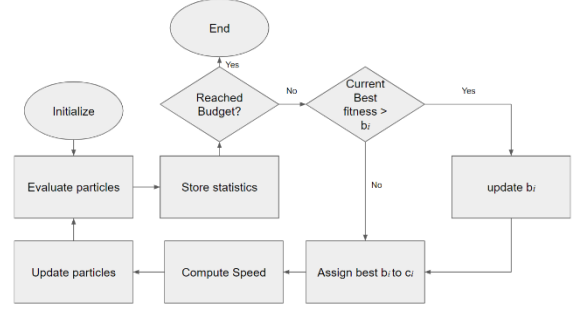 End
Yes
Initialize
Reached
Budget?
No
Current
Best
fitness >
bi
Yes
Evaluate particles
Store statistics
No
update bi
Update particles
Compute Speed
Assign best bi to ci